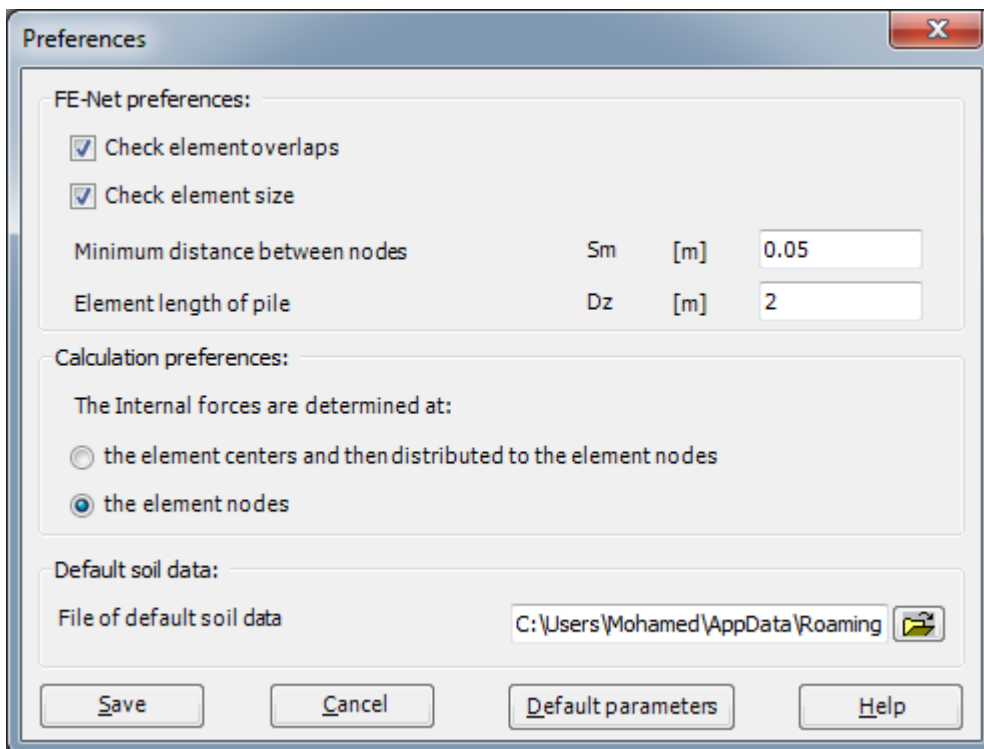 Preferences
FE-Net preferences:
Check element overlaps
Check element size
Minimum distance between nodes Sm [m] 0.05
Element length of pile Dz [m] 2
Calculation preferences:
The Internal forces are determined at:
the element centers and then distributed to the element nodes
the element nodes
Default soil data:
File of default soil data C:\Users\Mohamed\AppData\Roaming
Save Cancel Default parameters Help